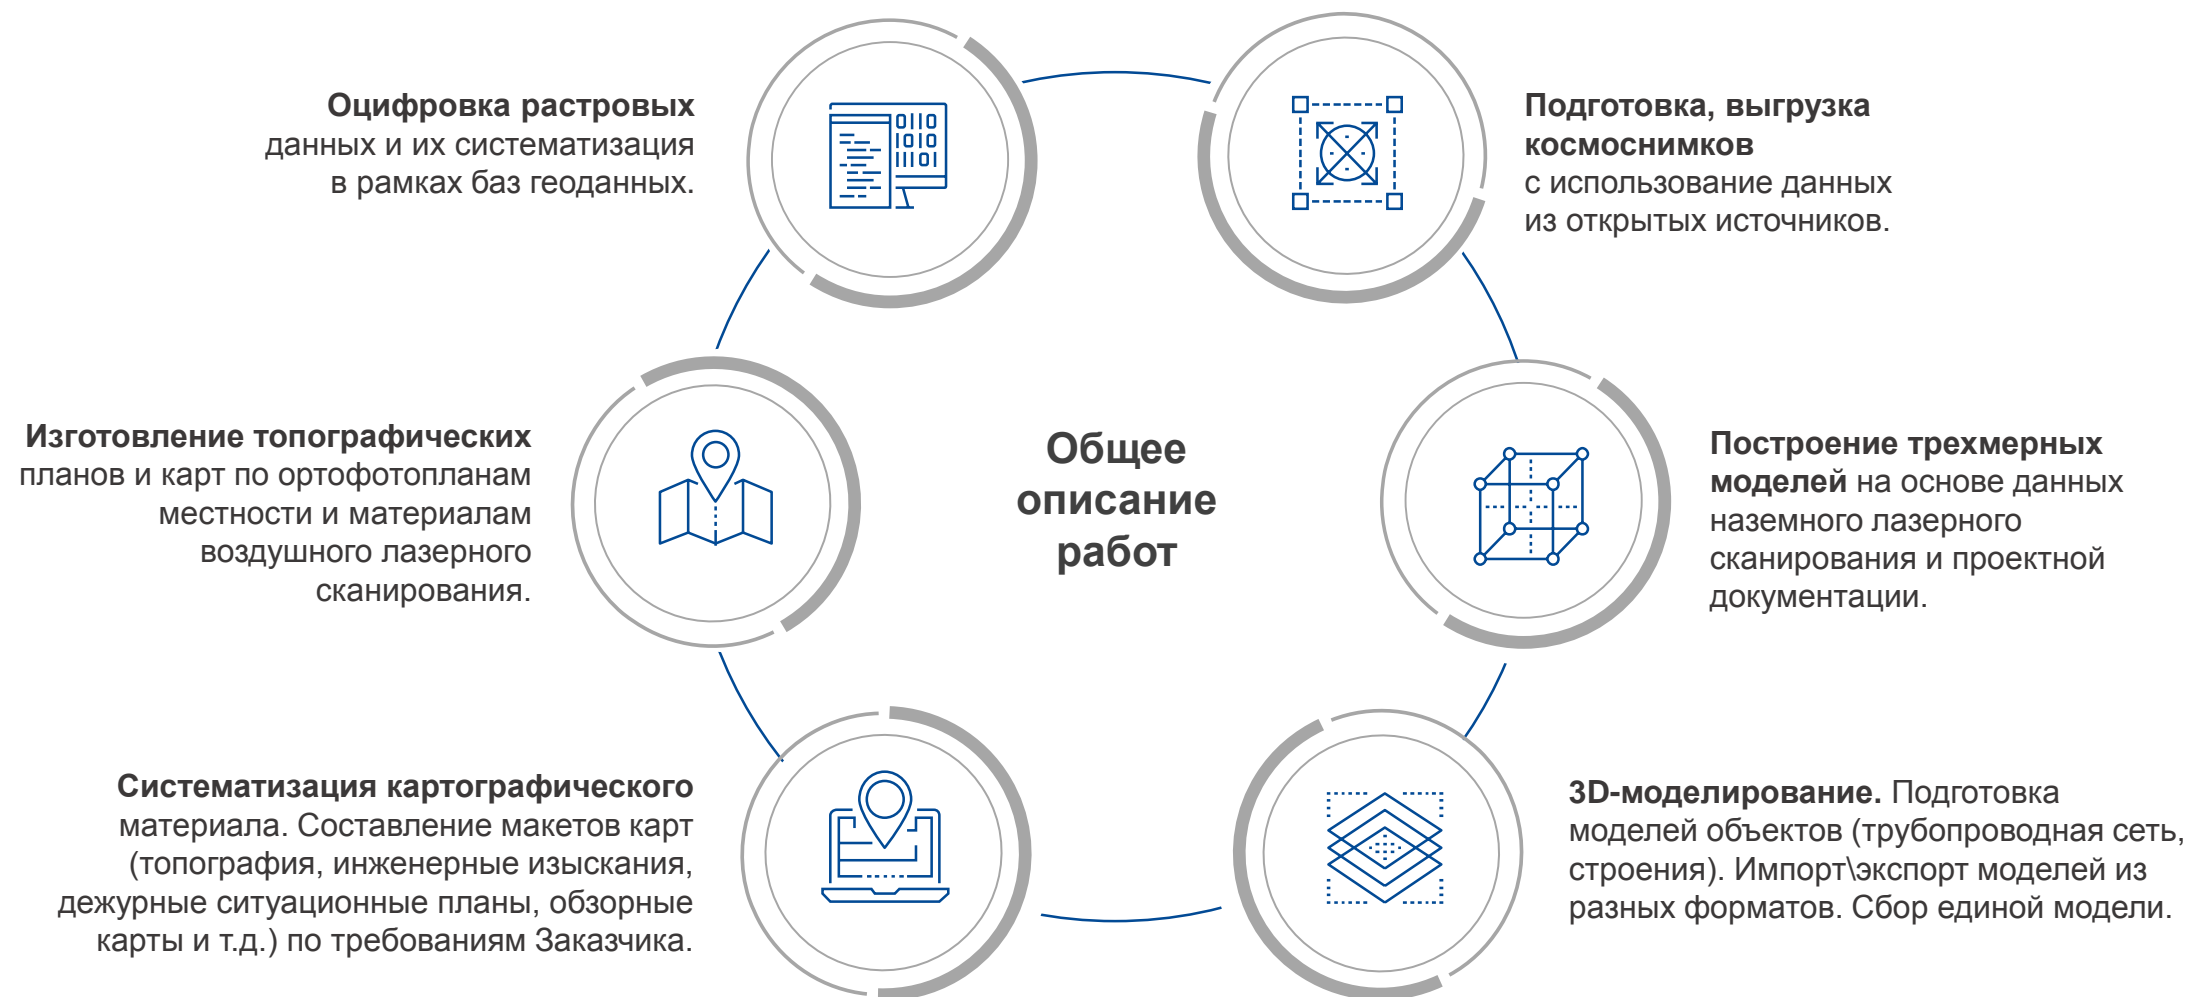 Оцифровка растровых
данных и их систематизация
в рамках баз геоданных.
Подготовка, выгрузка
космоснимков
с использование данных
из открытых источников.
Изготовление топографических
планов и карт по ортофотопланам
местности и материалам
воздушного лазерного
сканирования.
Общее
описание
работ
Построение трехмерных
моделей на основе данных
наземного лазерного
сканирования и проектной
документации.
Систематизация картографического
материала. Составление макетов карт
(топография, инженерные изыскания,
дежурные ситуационные планы, обзорные
карты и т.д.) по требованиям Заказчика.
3D-моделирование. Подготовка
моделей объектов (трубопроводная сеть,
строения). Импорт\экспорт моделей из
разных форматов. Сбор единой модели.